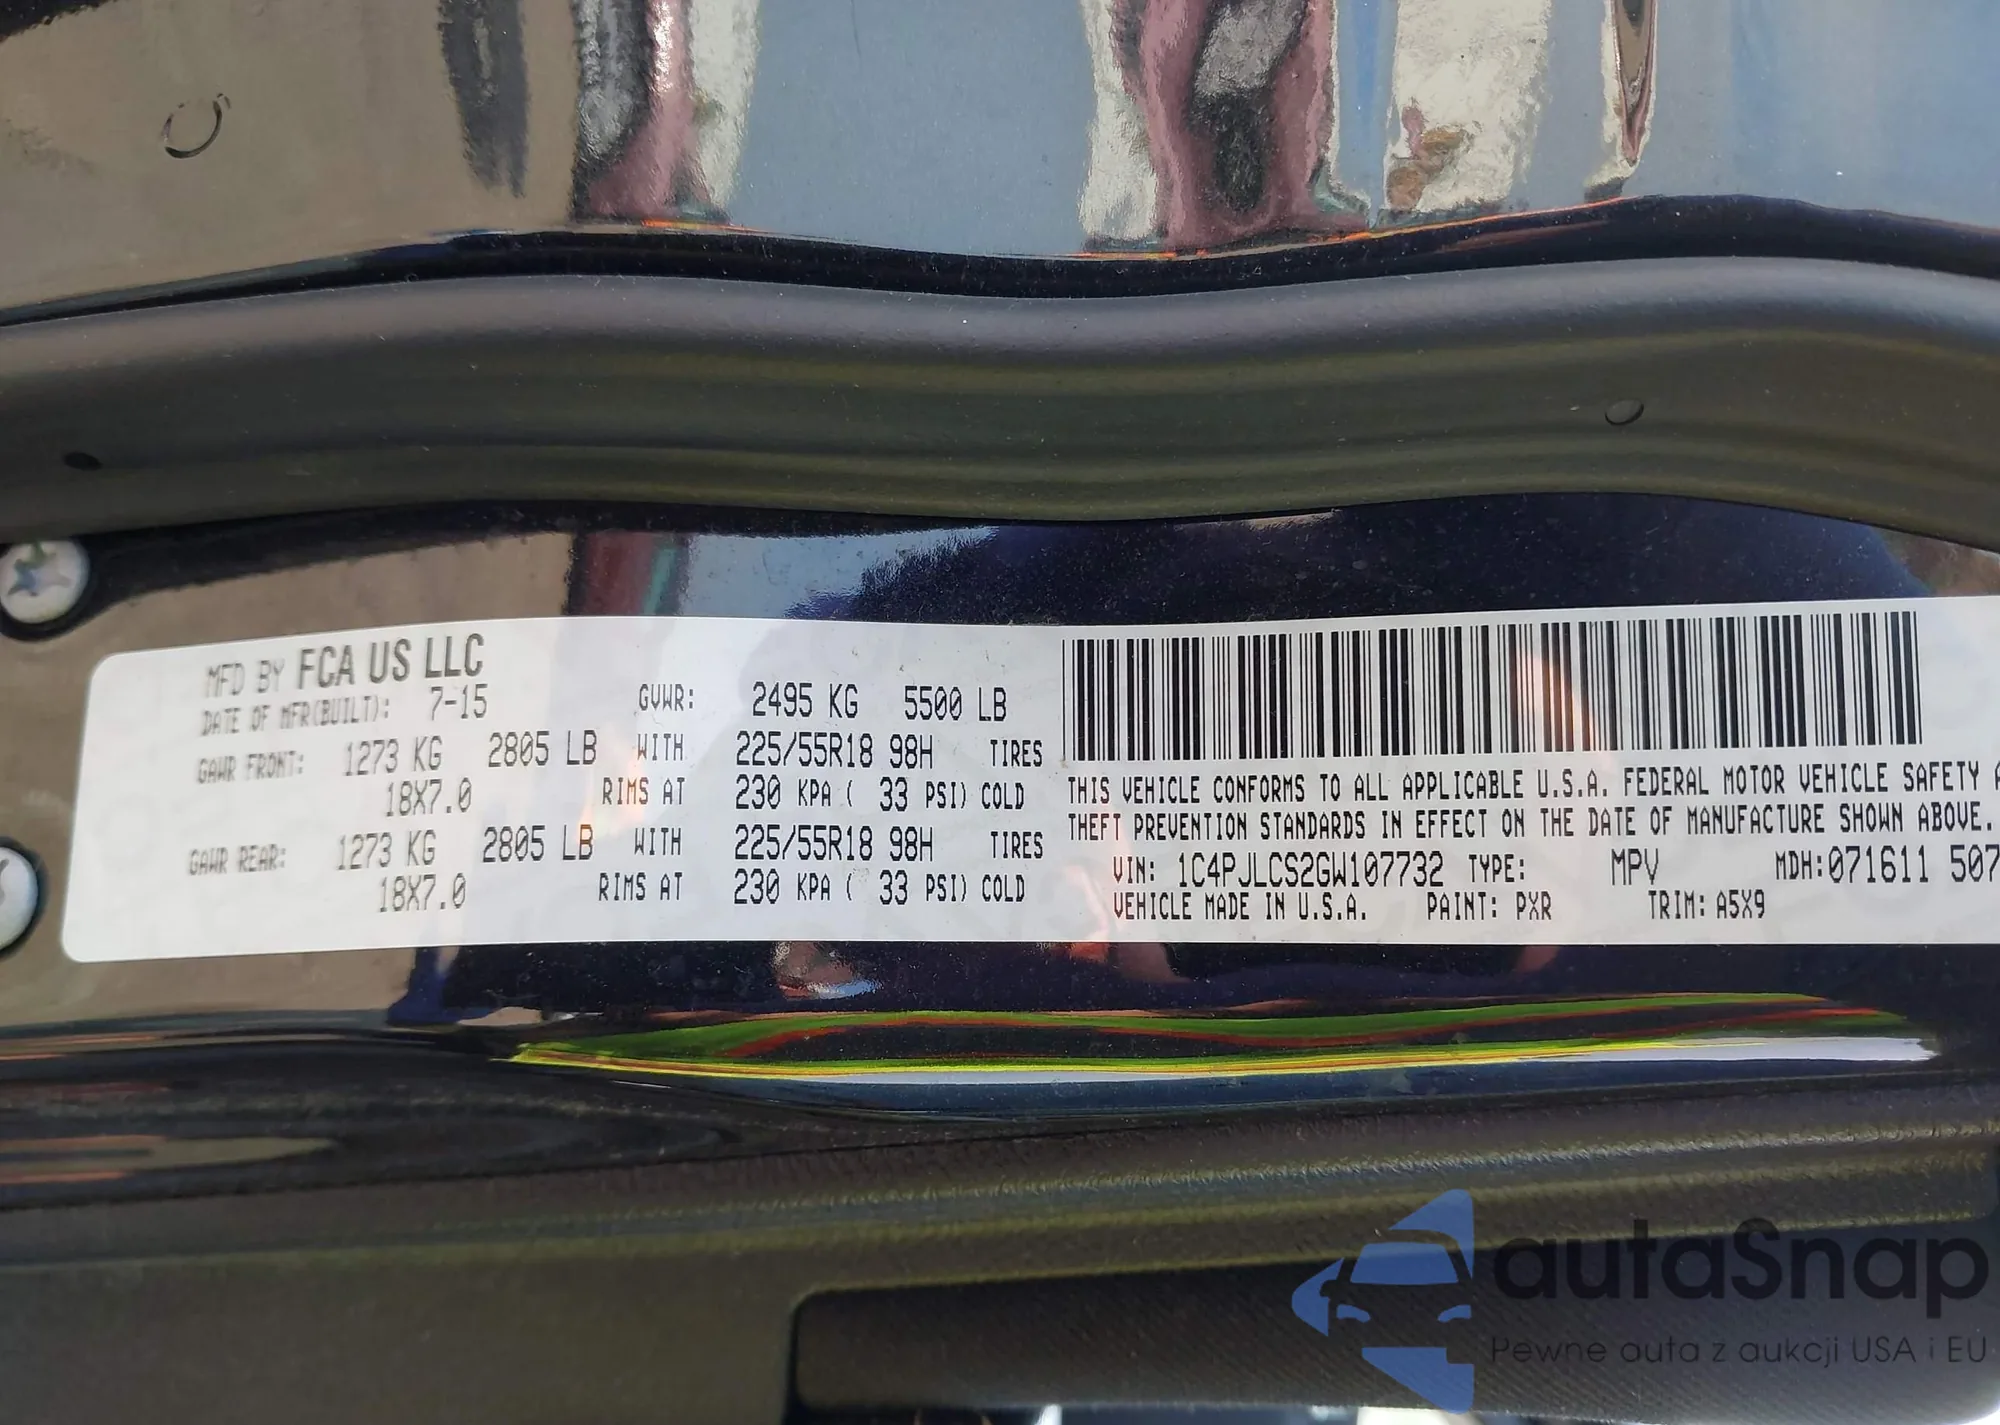 MFD BY FCA US LLC
DATE OF MFR(BUILT): 7-15 GVWR: 2495 KG 5500 LB
GAWR FRONT: 1273 KG 2805 LB WITH 225/55R18 98H TIRES
18X7.0 RIMS AT 230 KPA ( 33 PSI) COLD
GAWR REAR: 1273 KG 2805 LB WITH 225/55R18 98H TIRES
18X7.0 RIMS AT 230 KPA ( 33 PSI) COLD
THIS VEHICLE CONFORMS TO ALL APPLICABLE U.S.A. FEDERAL MOTOR VEHICLE SAFETY A
THEFT PREVENTION STANDARDS IN EFFECT ON THE DATE OF MANUFACTURE SHOWN ABOVE.
VIN: 1C4PJLCS2GW107732 TYPE: MPV MDH:071611 507
VEHICLE MADE IN U.S.A. PAINT: PXR TRIM: A5X9
autaSnap
Pewne auta z aukcji USA i EU